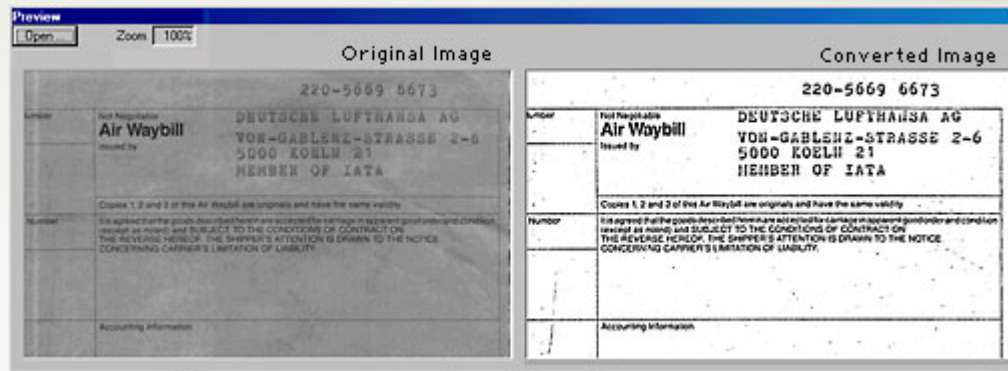 Preview
Open ...
Zoom 100%
Original Image
Converted Image
220-5669 6673
Number
Not Negotiable
Air Waybill
Issued by
DEUTSCHE LUFTHANSA AG
VON-GABLENZ-STRASSE 2-6
5000 KOELN 21
MEMBER OF IATA
Copies 1, 2 and 3 of this Air Waybill are originals and have the same validity
Number
It is agreed that the goods described herein are accepted for carriage in apparent good order and condition
(except as noted) and SUBJECT TO THE CONDITIONS OF CONTRACT ON
THE REVERSE HEREOF. THE SHIPPER'S ATTENTION IS DRAWN TO THE NOTICE
CONCERNING CARRIER'S LIMITATION OF LIABILITY.
Accounting Information
220-5669 6673
Number
Not Negotiable
Air Waybill
Issued by
DEUTSCHE LUFTHANSA AG
VON-GABLENZ-STRASSE 2-6
5000 KOELN 21
MEMBER OF IATA
Copies 1, 2 and 3 of this Air Waybill are originals and have the same validity
Number
It is agreed that the goods described herein are accepted for carriage in apparent good order and condition
(except as noted) and SUBJECT TO THE CONDITIONS OF CONTRACT ON
THE REVERSE HEREOF. THE SHIPPER'S ATTENTION IS DRAWN TO THE NOTICE
CONCERNING CARRIER'S LIMITATION OF LIABILITY.
Accounting Information